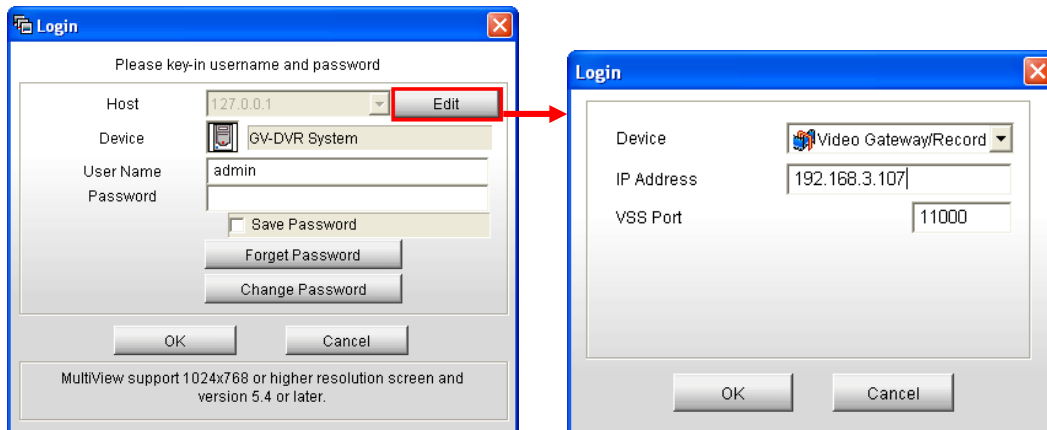 Login
Please key-in username and password
Host 127.0.0.1 Edit
Device GV-DVR System
User Name admin
Password
Save Password
Forget Password
Change Password
OK Cancel
MultiView support 1024x768 or higher resolution screen and
version 5.4 or later.
Login
Device Video Gateway/Record
IP Address 192.168.3.107
VSS Port 11000
OK Cancel